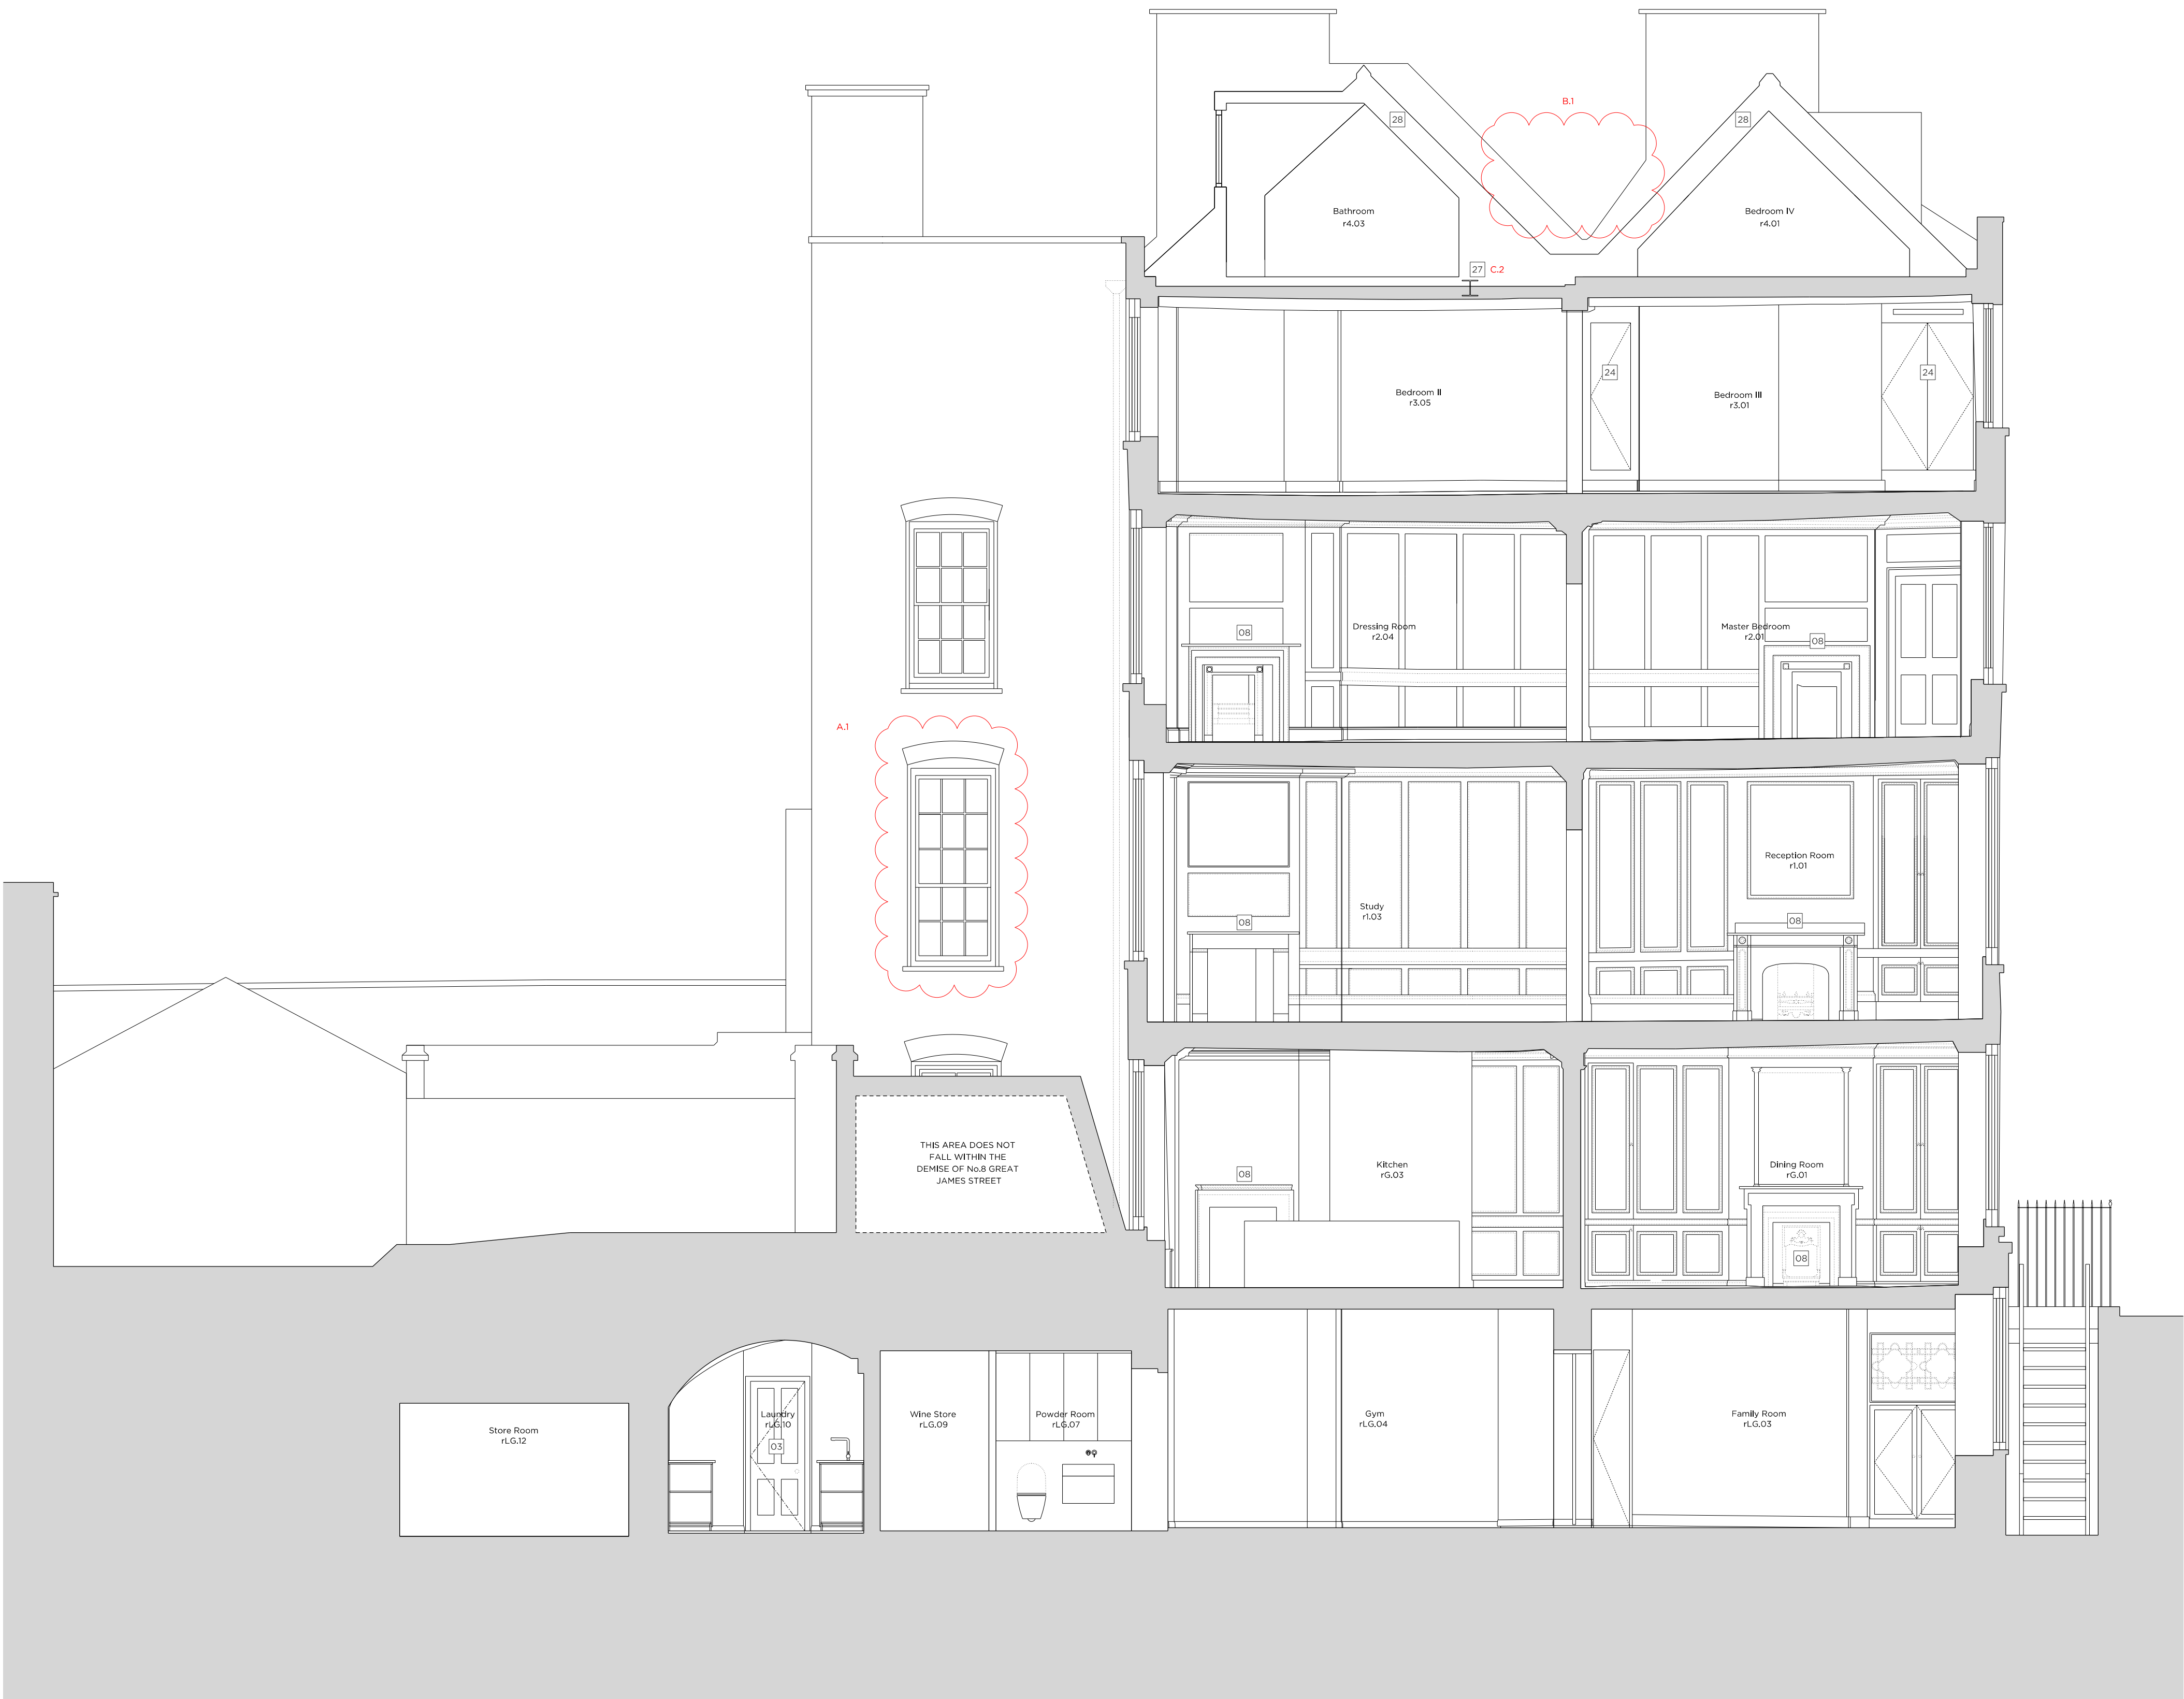 B.1
28
28
Bathroom
r4.03
Bedroom IV
r4.01
27 C.2
24
24
Bedroom II
r3.05
Bedroom III
r3.01
08
Dressing Room
r2.04
Master Bedroom
r2.01
08
A.1
Reception Room
r1.01
Study
r1.03
08
08
THIS AREA DOES NOT
FALL WITHIN THE
DEMISE OF No.8 GREAT
JAMES STREET
08
Kitchen
rG.03
Dining Room
rG.01
08
Store Room
rLG.12
Laundry
rLG.10
03
Wine Store
rLG.09
Powder Room
rLG.07
Gym
rLG.04
Family Room
rLG.03